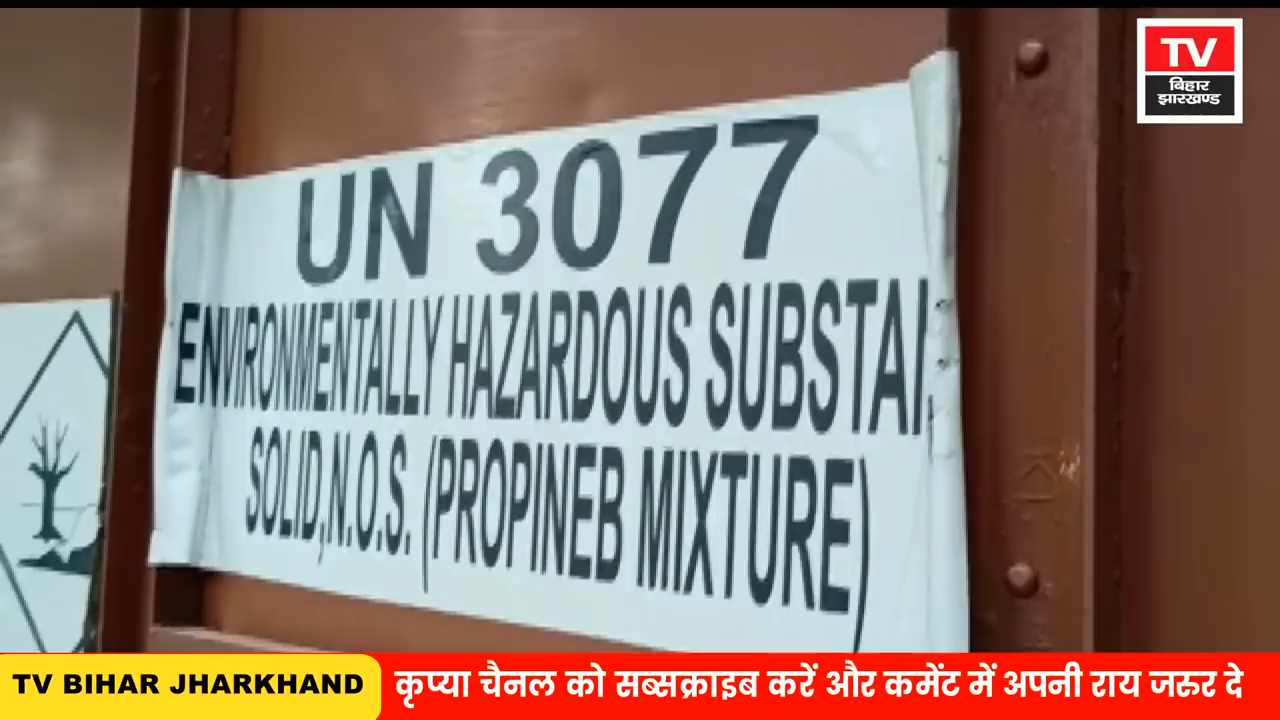 TV
बिहार
झारखण्ड
UN 3077
ENVIRONMENTALLY HAZARDOUS
SOLID,N.O.S. (PROPINEB MIXTURE)
TV BIHAR JHARKHAND
कृप्या चैनल को सब्सक्राइब करें और कमेंट में अपनी राय जरुर दे